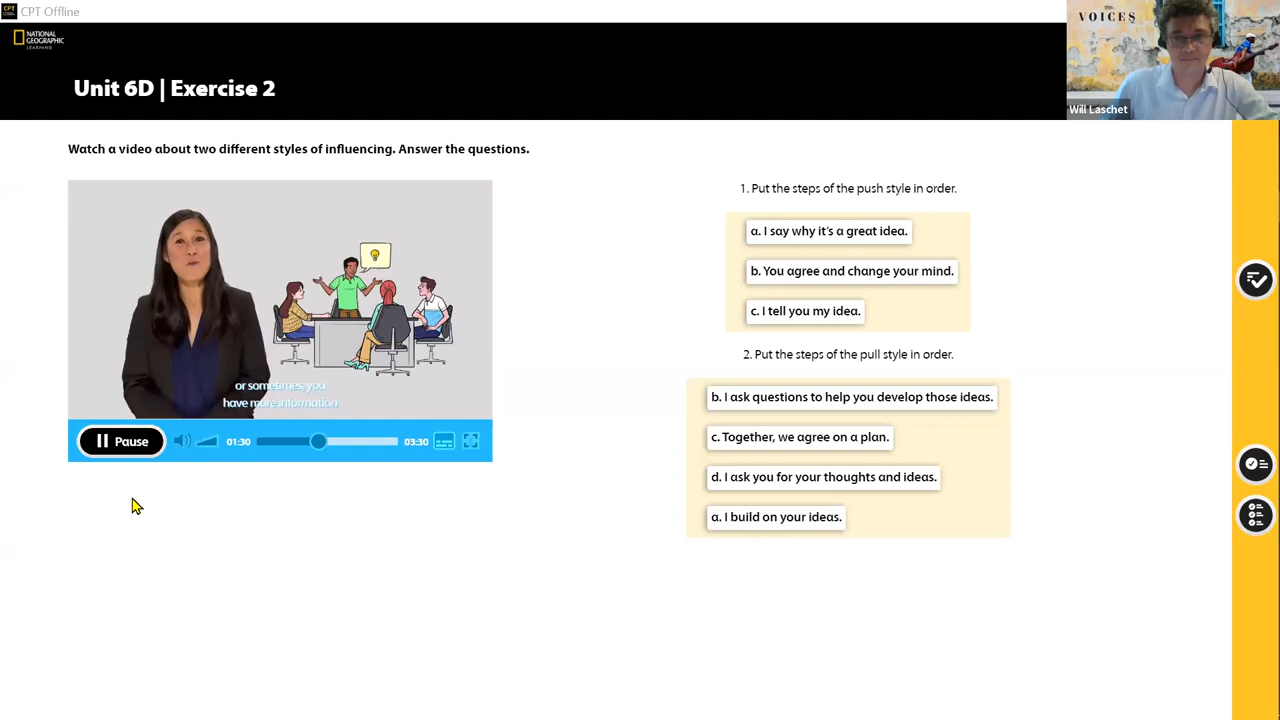 CPT Offline
NATIONAL
GEOGRAPHIC
LEARNING
VOICES
Unit 6D | Exercise 2
Will Laschet
Watch a video about two different styles of influencing. Answer the questions.
or sometimes, you
have more information
Pause
01:30
03:30
1. Put the steps of the push style in order.
a. I say why it's a great idea.
b. You agree and change your mind.
c. I tell you my idea.
2. Put the steps of the pull style in order.
b. I ask questions to help you develop those ideas.
c. Together, we agree on a plan.
d. I ask you for your thoughts and ideas.
a. I build on your ideas.